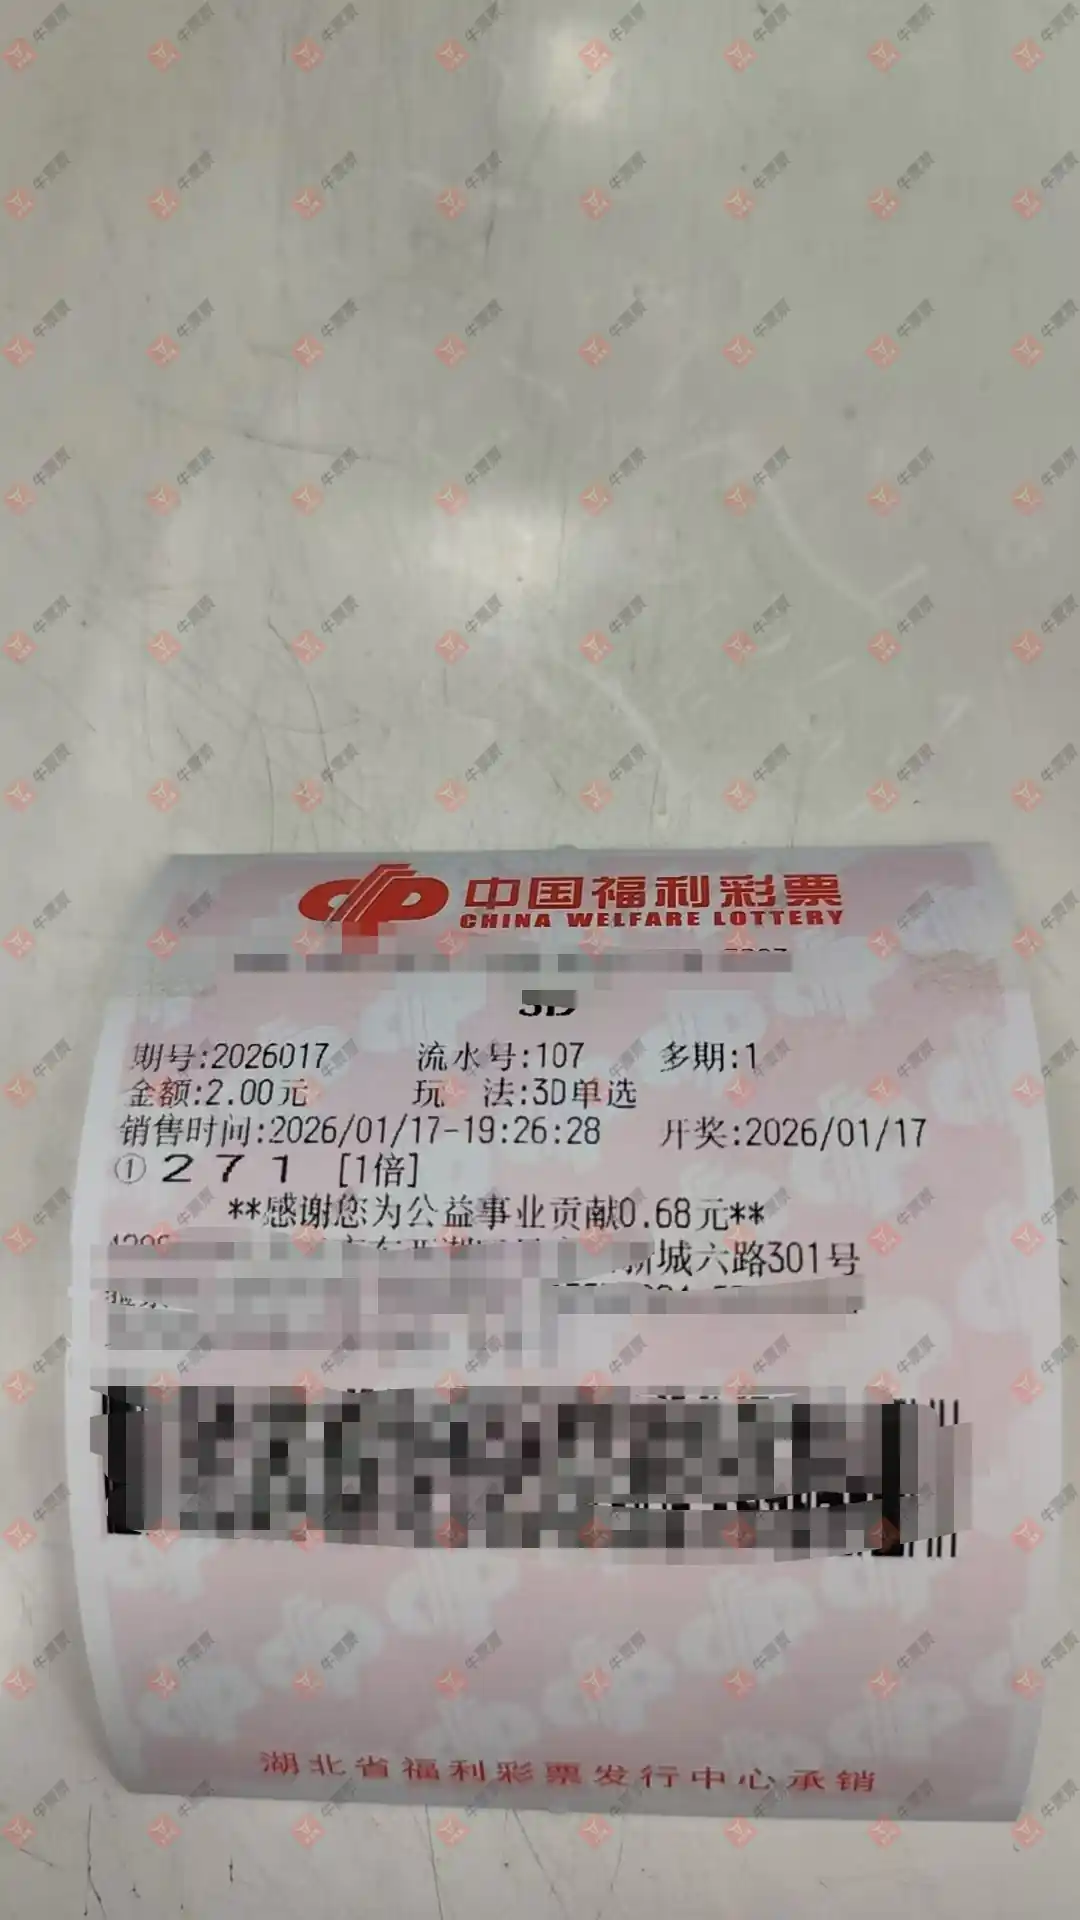 中国福利彩票
CHINA WELFARE LOTTERY
3D
期号:2026017 流水号:107 多期:1
金额:2.00元 玩 法:3D单选
销售时间:2026/01/17-19:26:28 开奖:2026/01/17
① 2 7 1 [1倍]
**感谢您为公益事业贡献0.68元**
新城六路301号
湖北省福利彩票发行中心承销